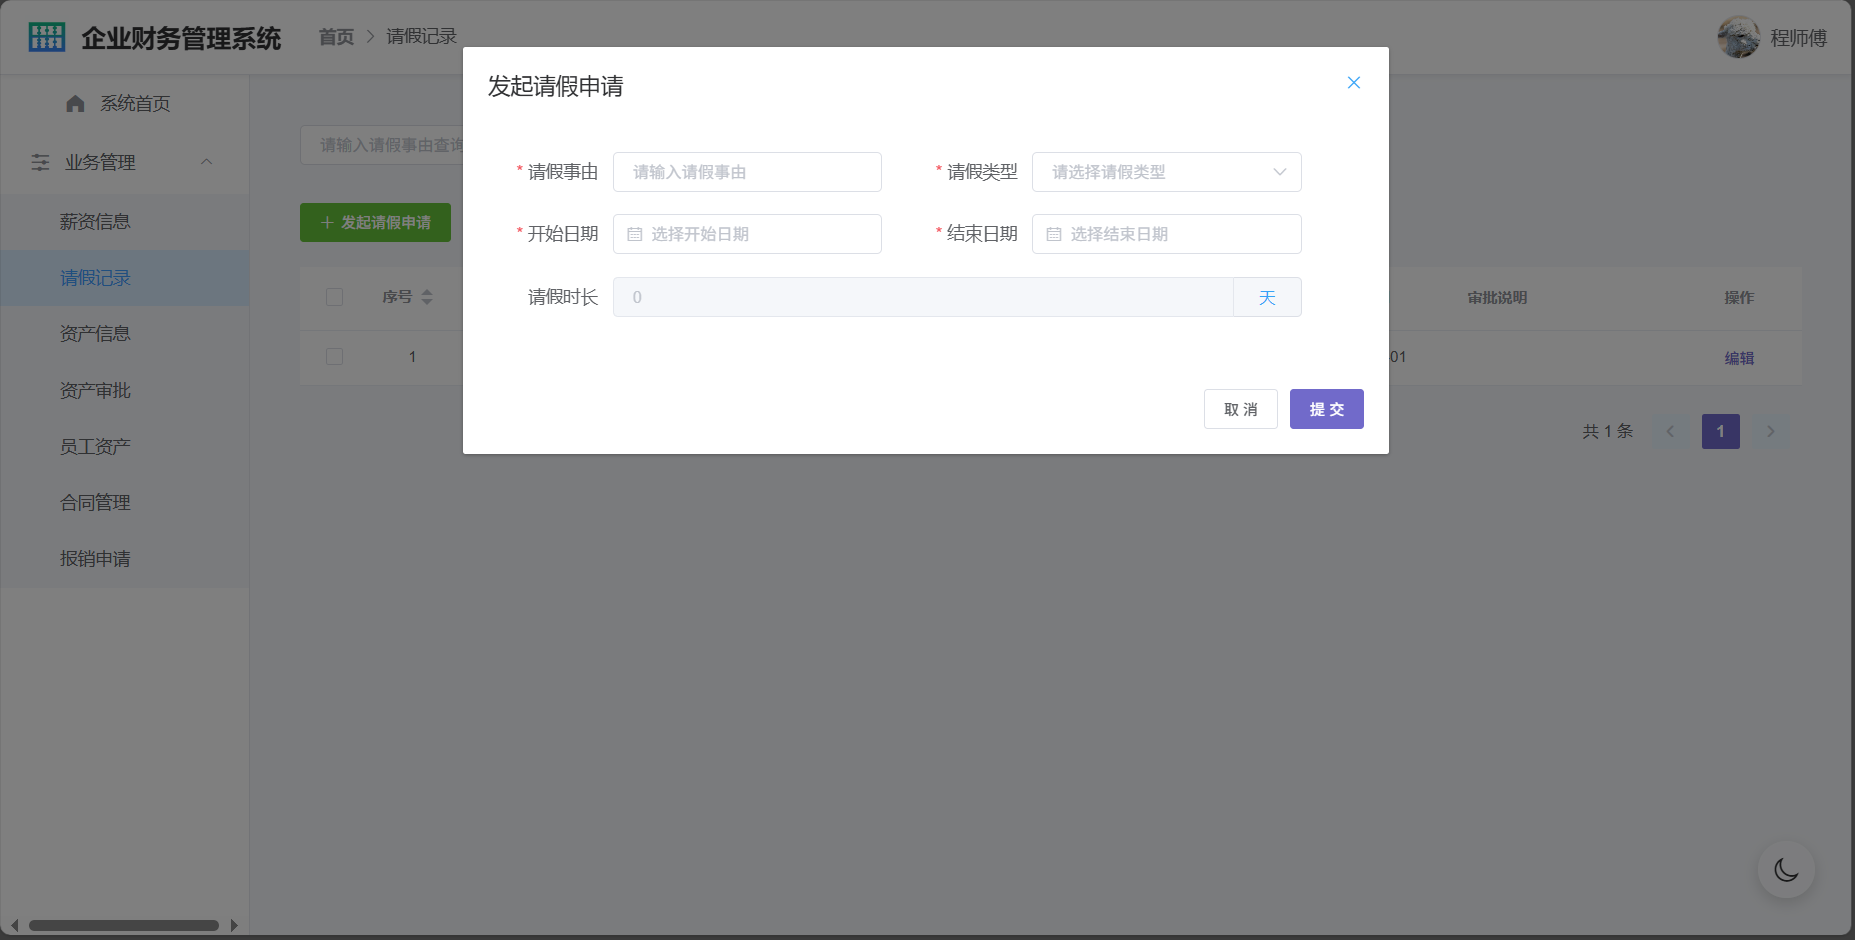 企业财务管理系统
首页 > 请假记录
程师傅
系统首页
业务管理
薪资信息
请假记录
资产信息
资产审批
员工资产
合同管理
报销申请
请输入请假事由查询
+ 发起请假申请
序号
审批说明
操作
1
01
编辑
共 1 条
1
发起请假申请
* 请假事由
请输入请假事由
* 请假类型
请选择请假类型
* 开始日期
选择开始日期
* 结束日期
选择结束日期
请假时长
0
天
取 消
提 交